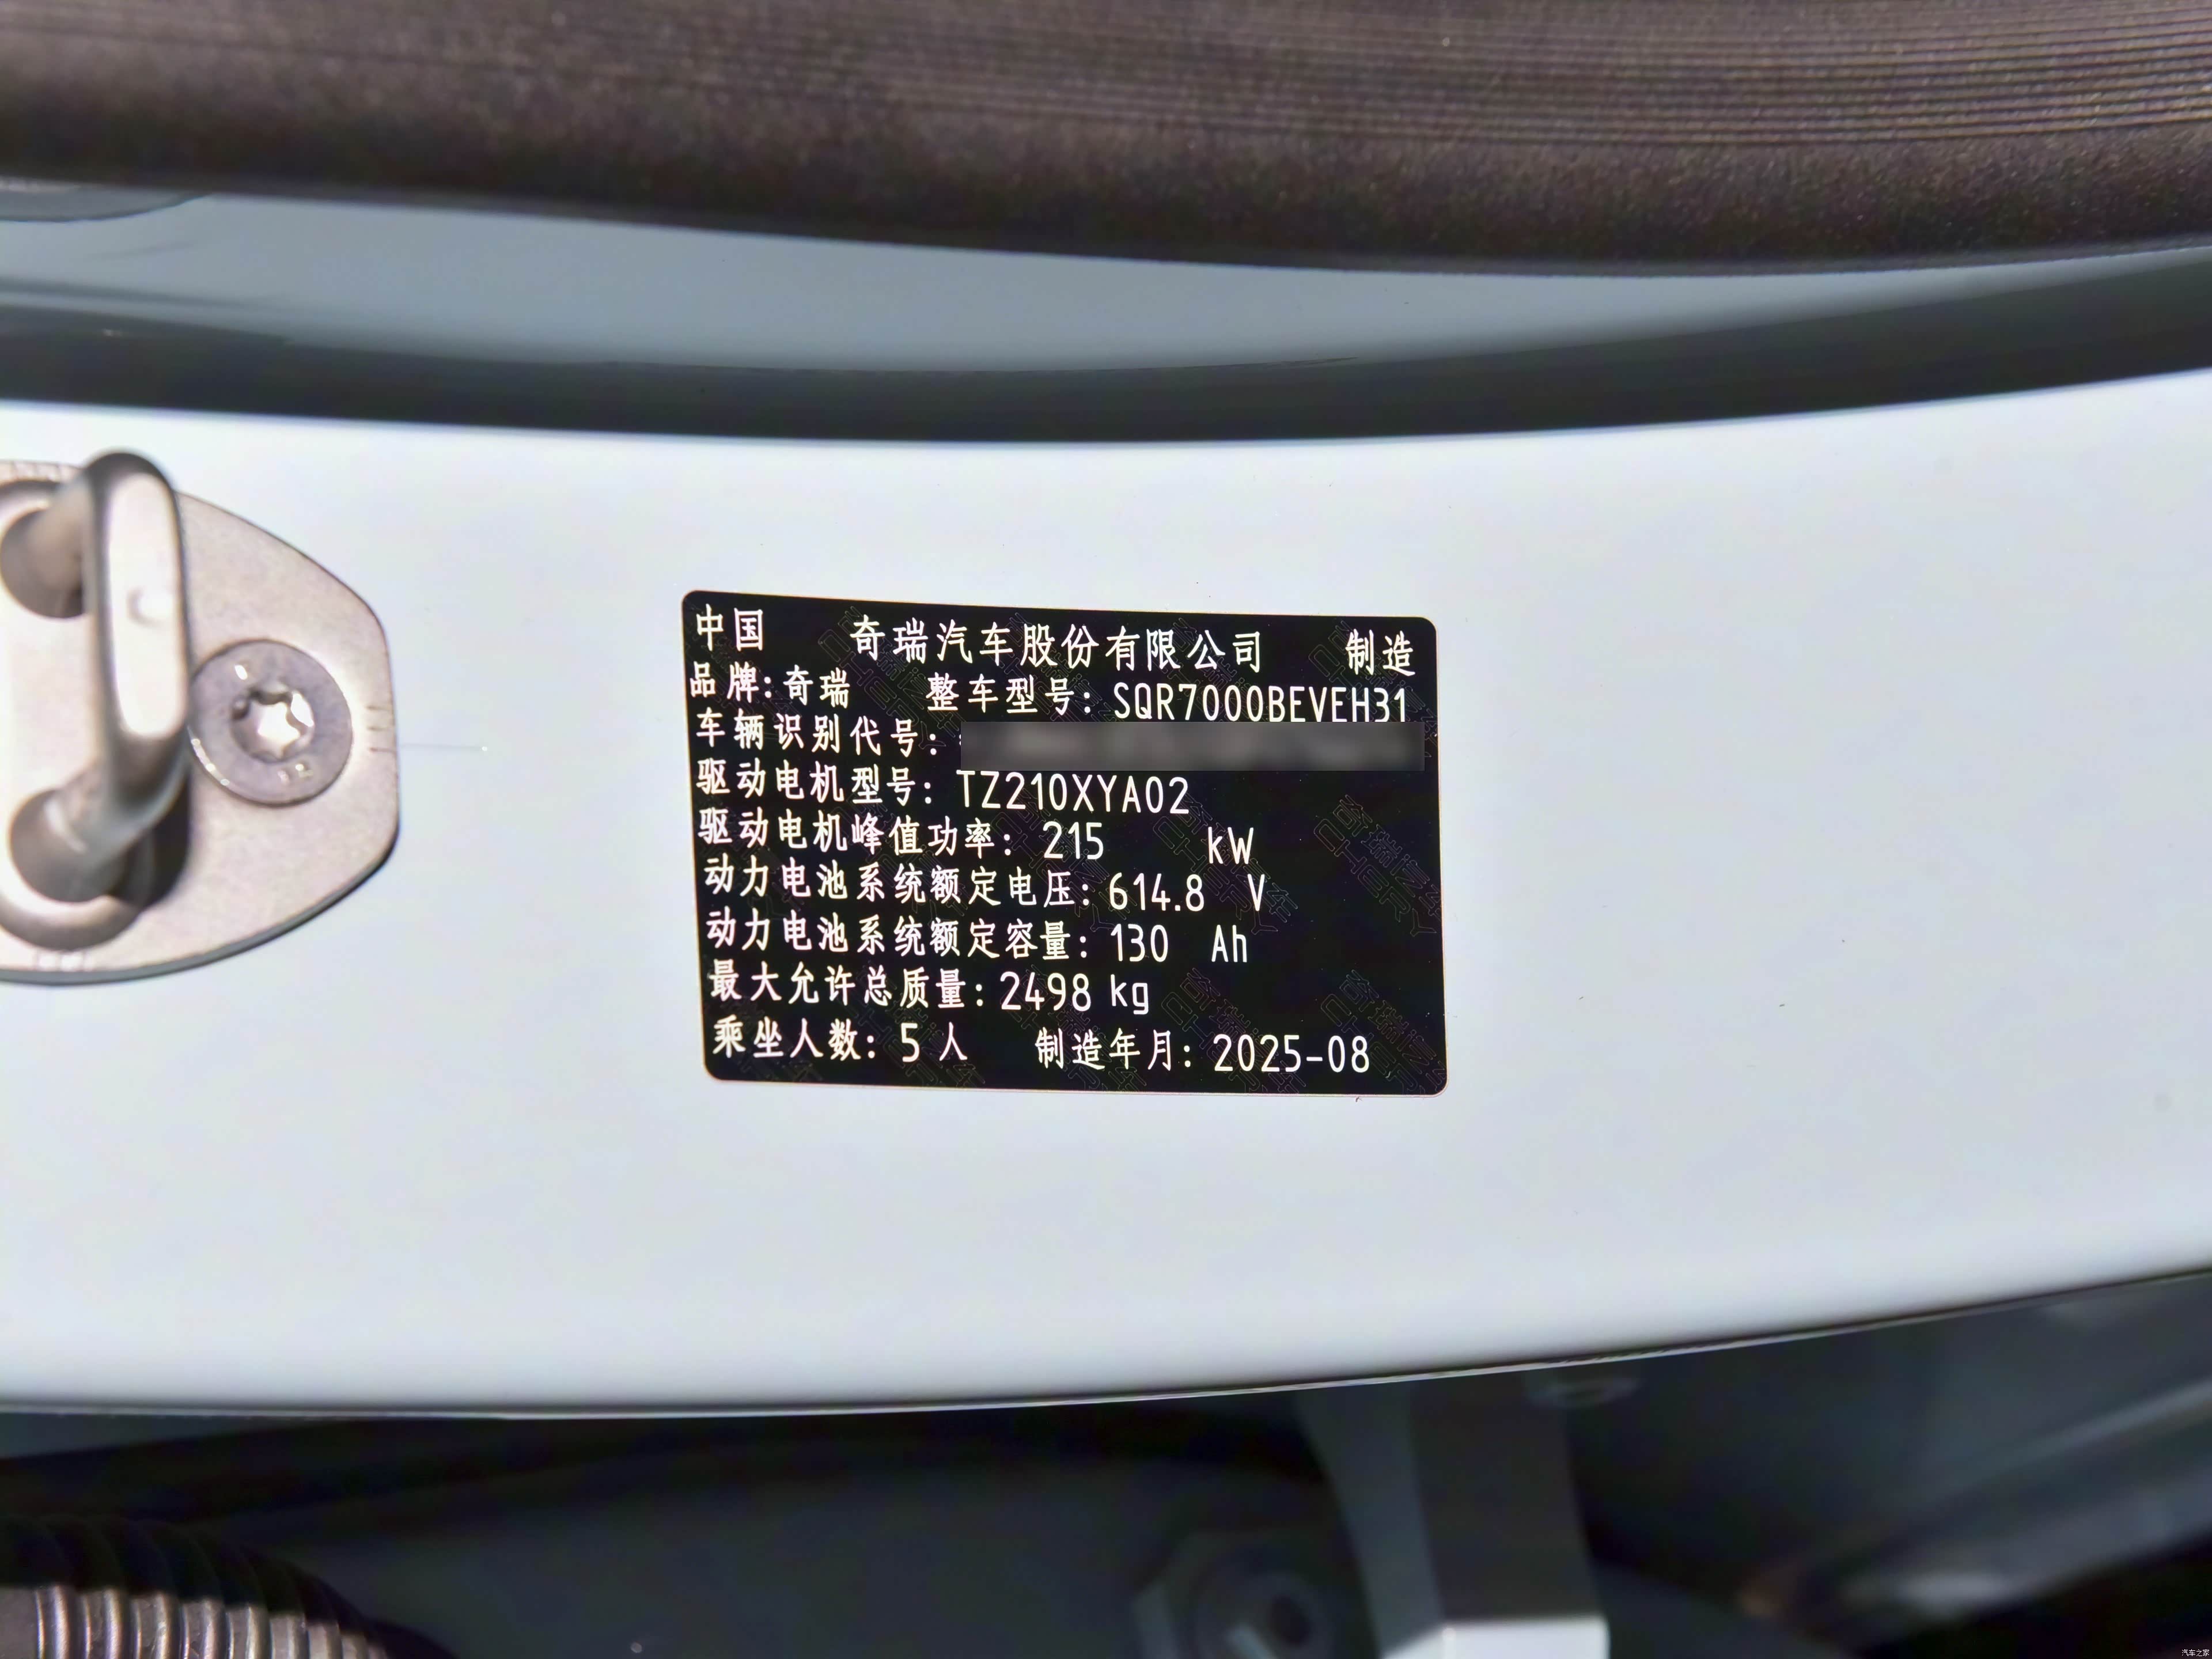 中国 奇瑞汽车股份有限公司 制造
品牌: 奇瑞 整车型号: SQR7000BEVEH31
车辆识别代号:
驱动电机型号: TZ210XYA02
驱动电机峰值功率: 215 kW
动力电池系统额定电压: 614.8 V
动力电池系统额定容量: 130 Ah
最大允许总质量: 2498 kg
乘坐人数: 5 人 制造年月: 2025-08
汽车之家